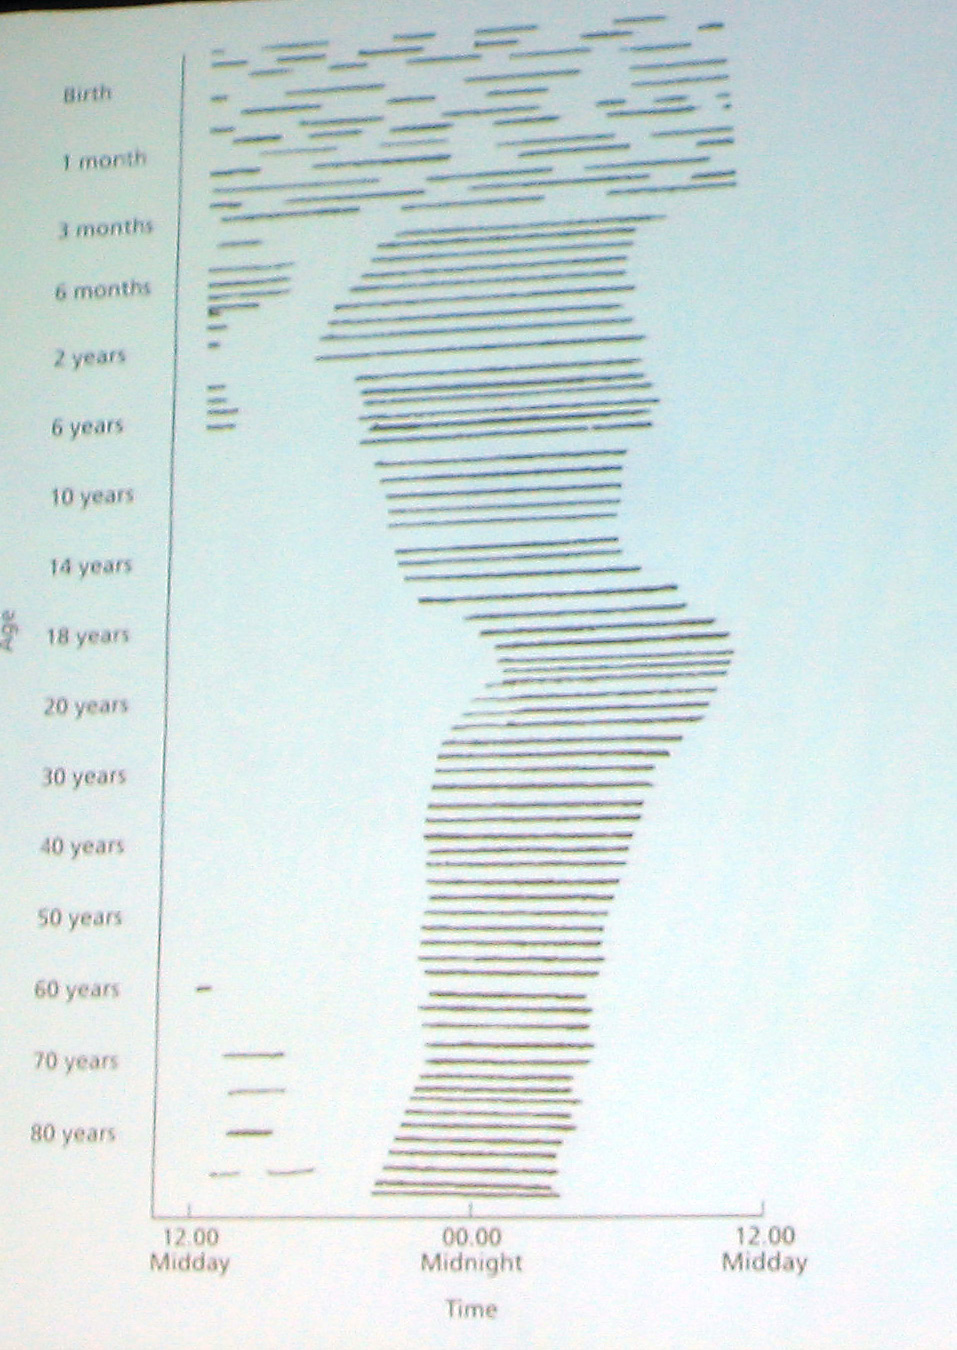 Birth
1 month
3 months
6 months
2 years
6 years
10 years
14 years
18 years
20 years
30 years
40 years
50 years
60 years
70 years
80 years
Age
12.00
Midday
00.00
Midnight
12.00
Midday
Time